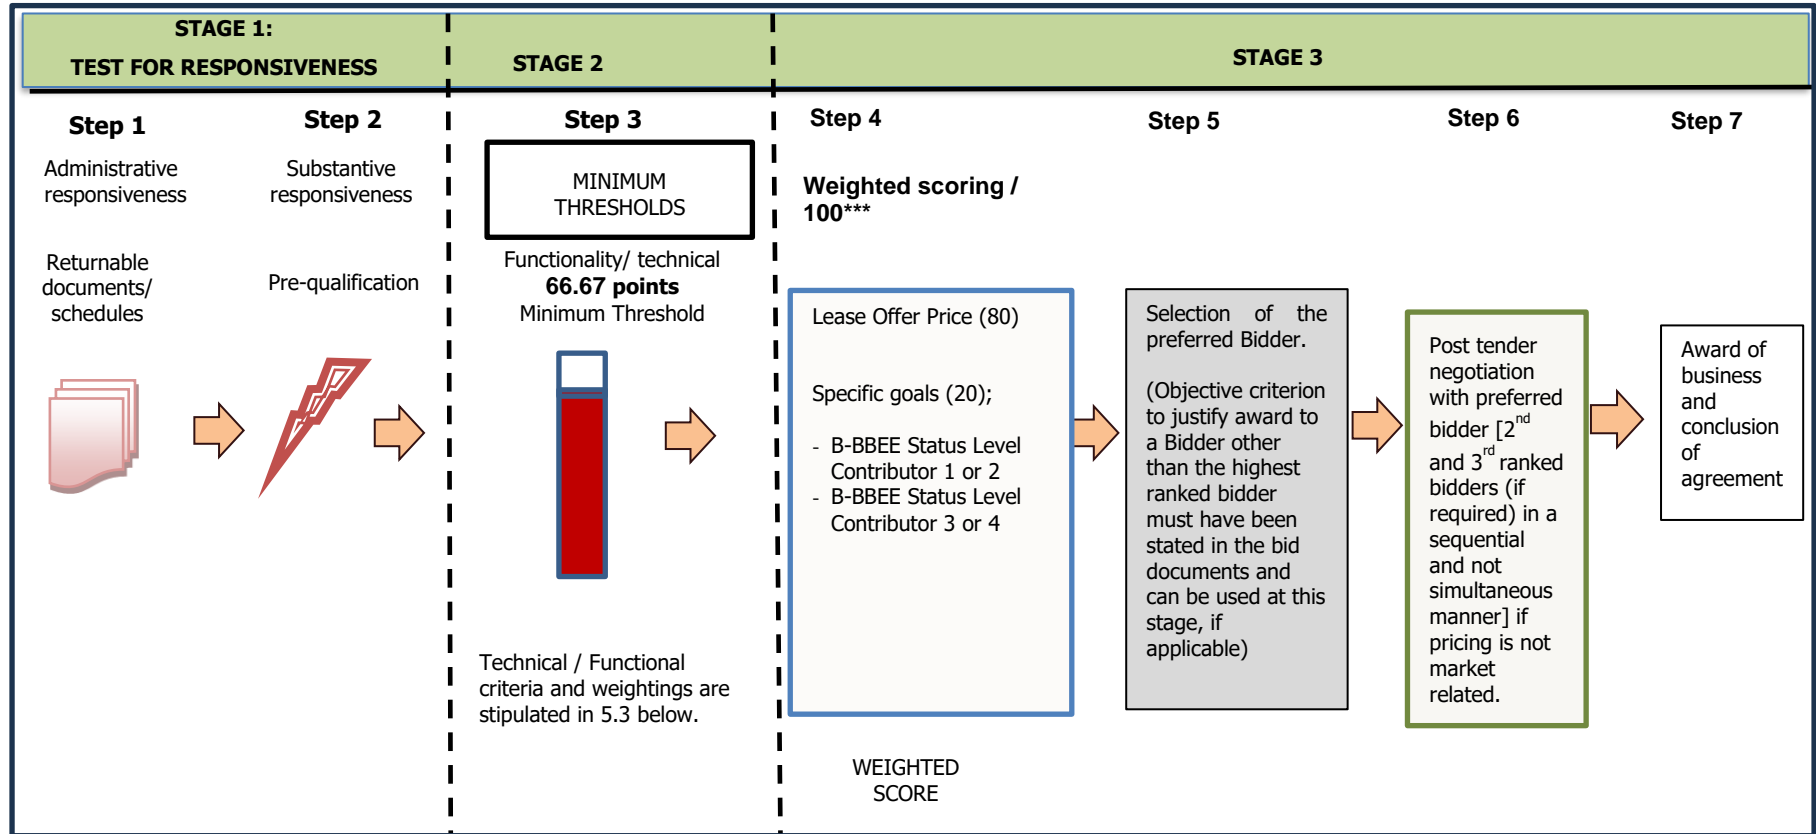 STAGE 1:
TEST FOR RESPONSIVENESS
STAGE 2
STAGE 3
Step 1
Administrative
responsiveness
Returnable
documents/
schedules
Step 2
Substantive
responsiveness
Pre-qualification
Step 3
MINIMUM
THRESHOLDS
Functionality/ technical
66.67 points
Minimum Threshold
Technical / Functional
criteria and weightings are
stipulated in 5.3 below.
Step 4
Weighted scoring /
100***
Lease Offer Price (80)
Specific goals (20);
- B-BBEE Status Level
Contributor 1 or 2
- B-BBEE Status Level
Contributor 3 or 4
WEIGHTED
SCORE
Step 5
Selection of the
preferred Bidder.
(Objective criterion
to justify award to
a Bidder other
than the highest
ranked bidder
must have been
stated in the bid
documents and
can be used at this
stage, if
applicable)
Step 6
Post tender
negotiation
with preferred
bidder [2nd
and 3rd ranked
bidders (if
required) in a
sequential
and not
simultaneous
manner] if
pricing is not
market
related.
Step 7
Award of
business
and
conclusion
of
agreement